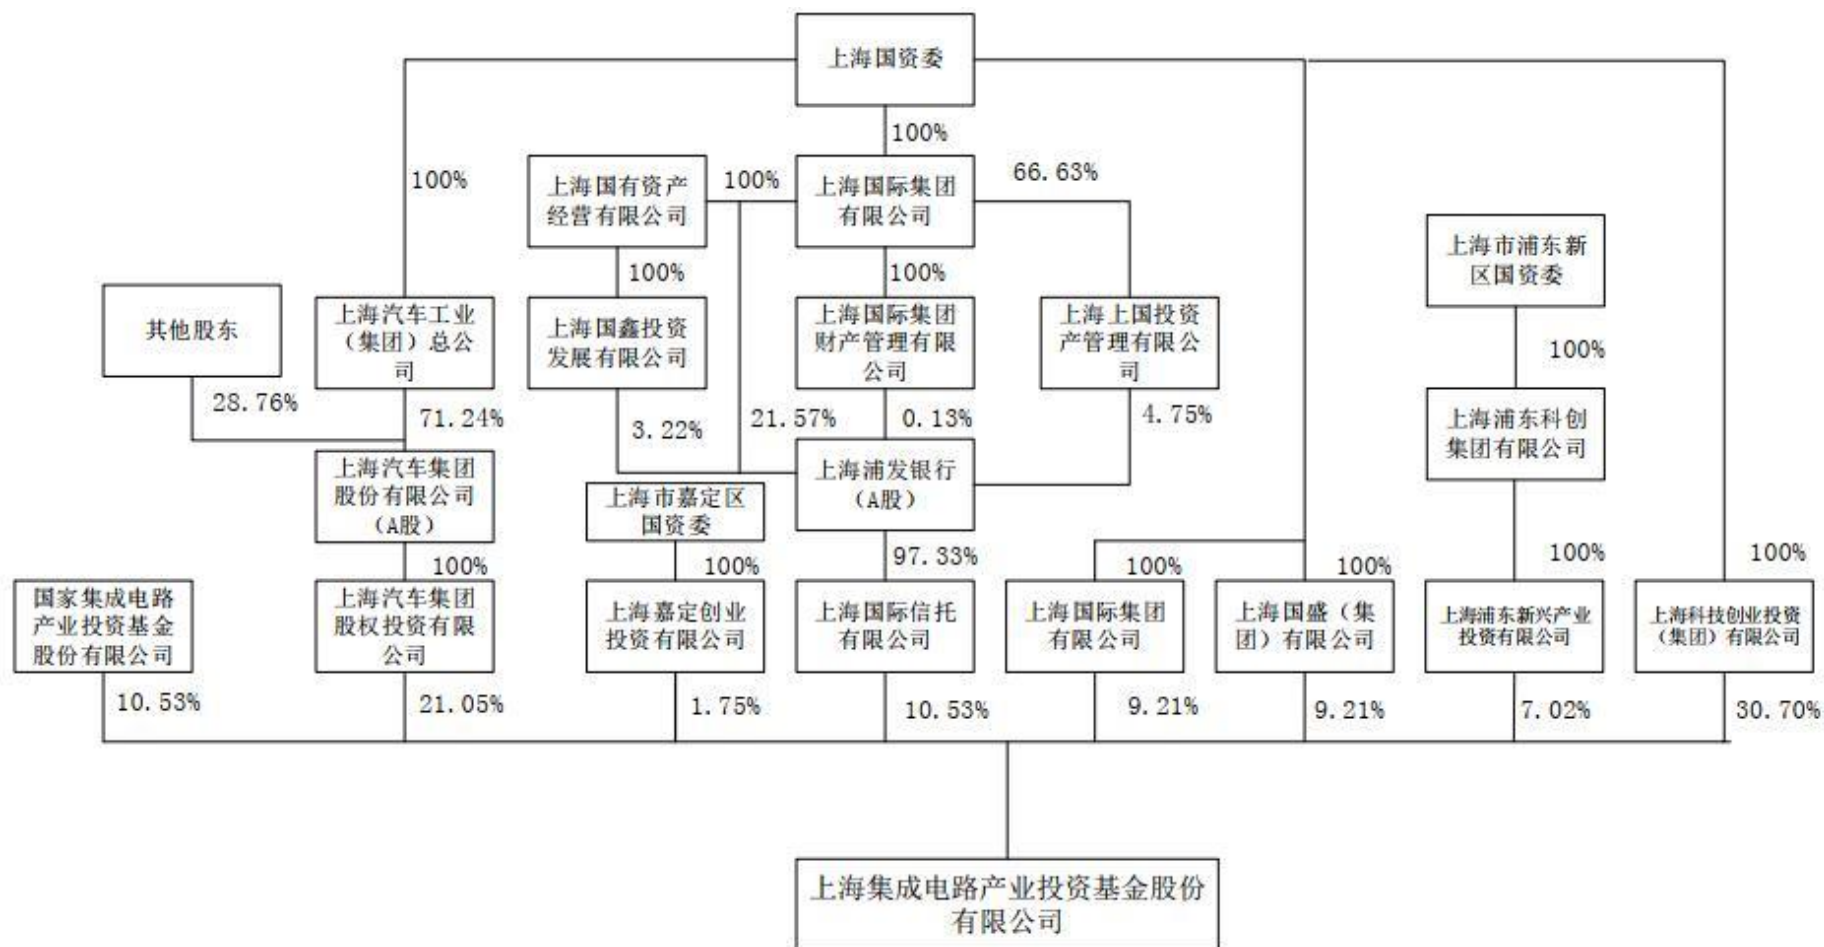 上海国资委
100%
100%
上海国有资产
经营有限公司
100%
上海国际集团
有限公司
66.63%
上海市浦东新
区国资委
100%
100%
其他股东
上海汽车工业
（集团）总公
司
上海国鑫投资
发展有限公司
上海国际集团
财产管理有限
公司
上海上国投资
产管理有限公
司
100%
28.76%
71.24%
3.22%
21.57%
0.13%
4.75%
上海浦东科创
集团有限公司
上海汽车集团
股份有限公司
（A股）
上海市嘉定区
国资委
上海浦发银行
（A股）
100%
100%
97.33%
100%
100%
100%
100%
国家集成电路
产业投资基金
股份有限公司
上海汽车集团
股权投资有限
公司
上海嘉定创业
投资有限公司
上海国际信托
有限公司
上海国际集团
有限公司
上海国盛（集
团）有限公司
上海浦东新兴产业
投资有限公司
上海科技创业投资
（集团）有限公司
10.53%
21.05%
1.75%
10.53%
9.21%
9.21%
7.02%
30.70%
上海集成电路产业投资基金股份
有限公司